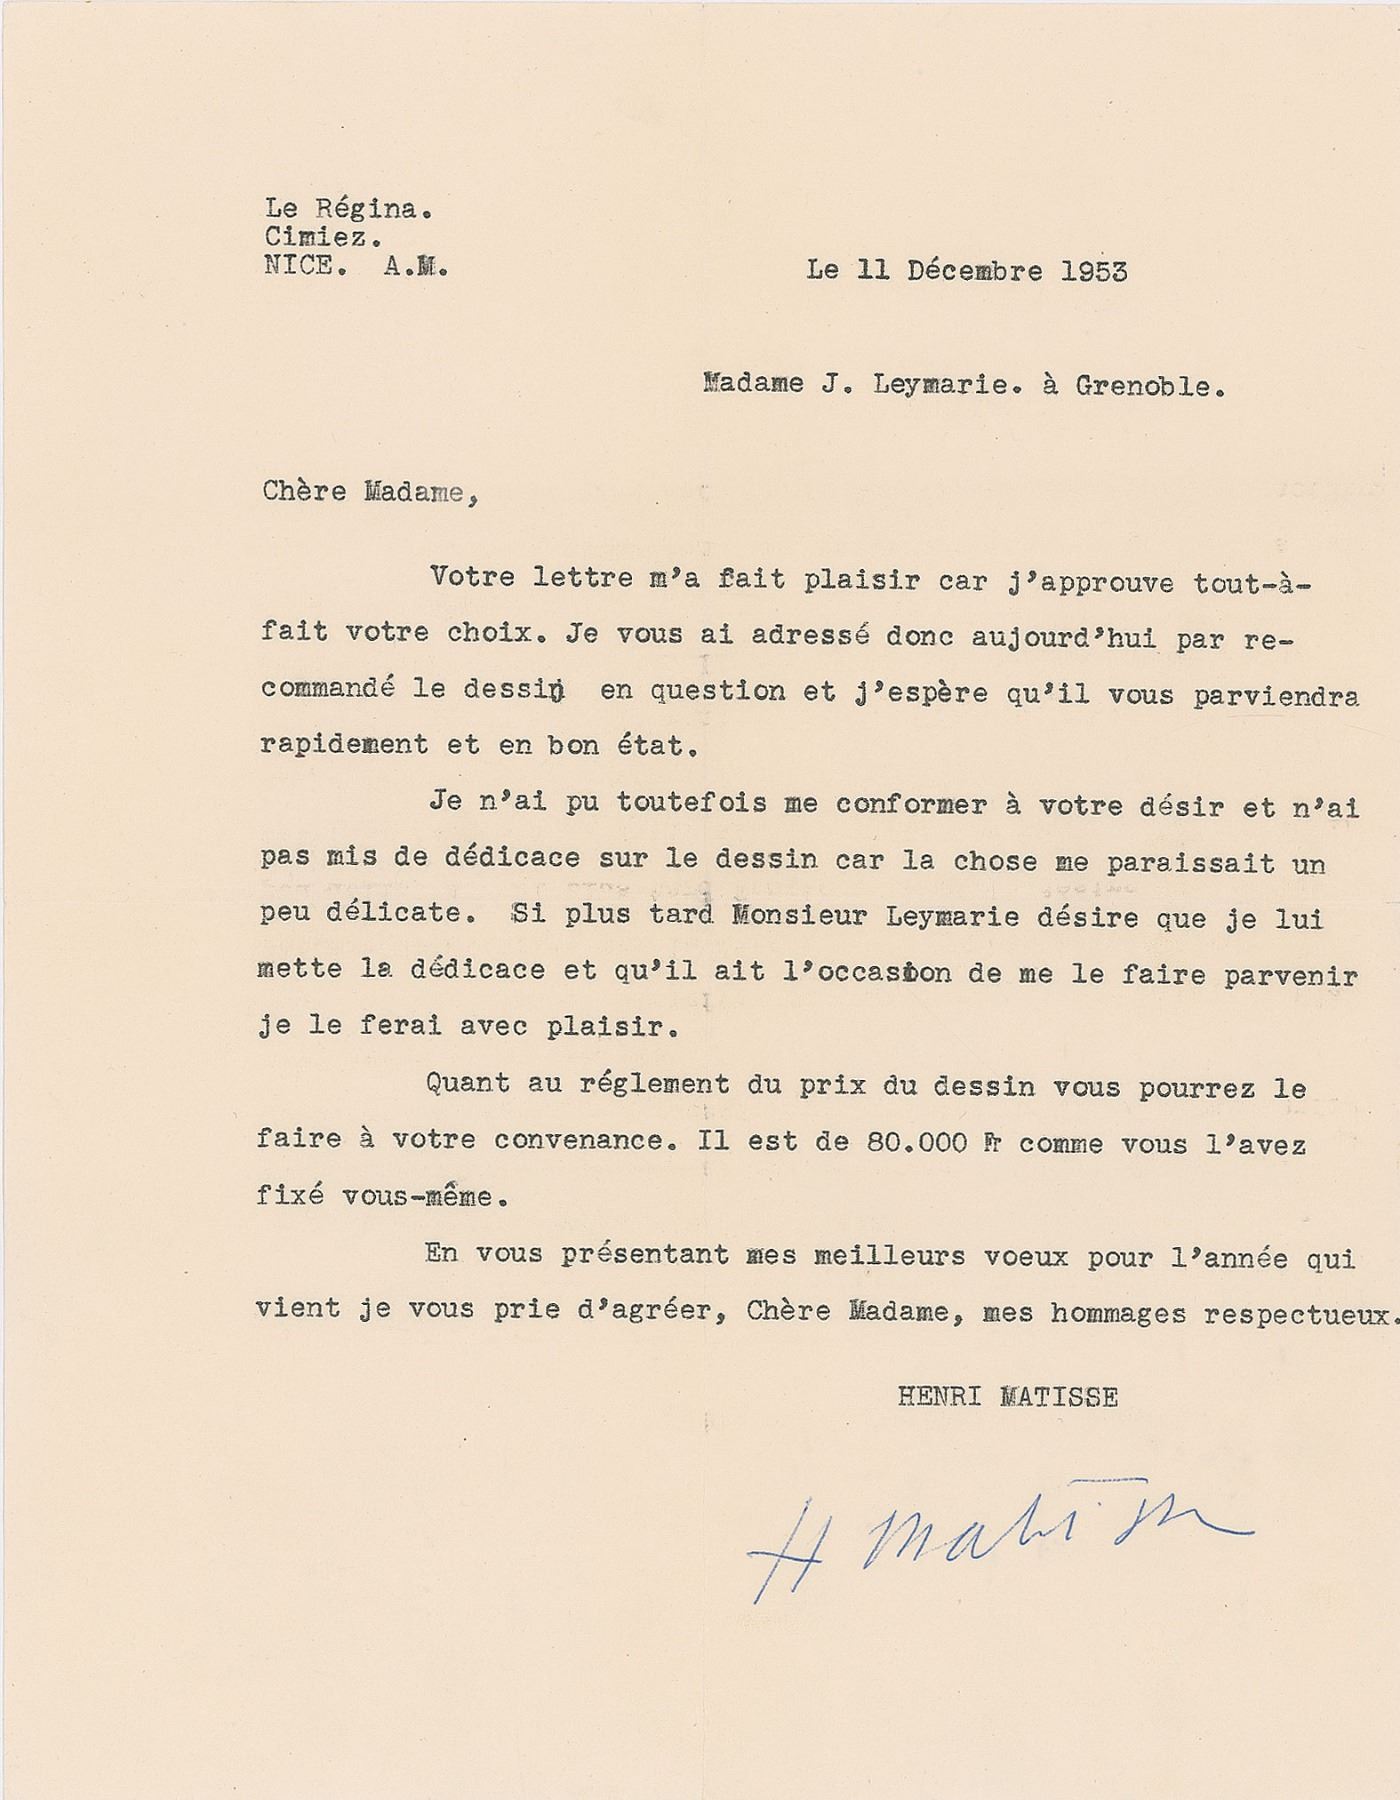 Le Régina.
Cimiez.
NICE. A.M.
Le 11 Décembre 1953
Madame J. Leymarie. à Grenoble.
Chère Madame,
Votre lettre m'a fait plaisir car j'approuve tout-à-
fait votre choix. Je vous ai adressé donc aujourd'hui par re-
commandé le dessin en question et j'espère qu'il vous parviendra
rapidement et en bon état.
Je n'ai pu toutefois me conformer à votre désir et n'ai
pas mis de dédicace sur le dessin car la chose me paraissait un
peu délicate. Si plus tard Monsieur Leymarie désire que je lui
mette la dédicace et qu'il ait l'occasion de me le faire parvenir
je le ferai avec plaisir.
Quant au réglement du prix du dessin vous pourrez le
faire à votre convenance. Il est de 80.000 Fr comme vous l'avez
fixé vous-même.
En vous présentant mes meilleurs voeux pour l'année qui
vient je vous prie d'agréer, Chère Madame, mes hommages respectueux.
HENRI MATISSE
H Matisse